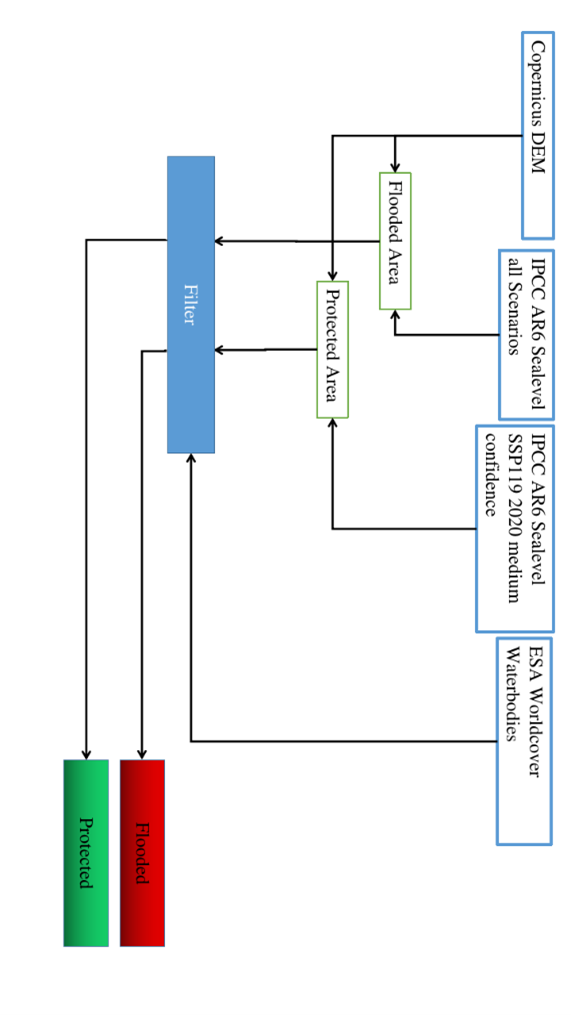 Copernicus DEM
IPCC AR6 Sealevel
all Scenarios
IPCC AR6 Sealevel
SSP119 2020 medium
confidence
ESA Worldcover
Waterbodies
Flooded Area
Protected Area
Filter
Flooded
Protected